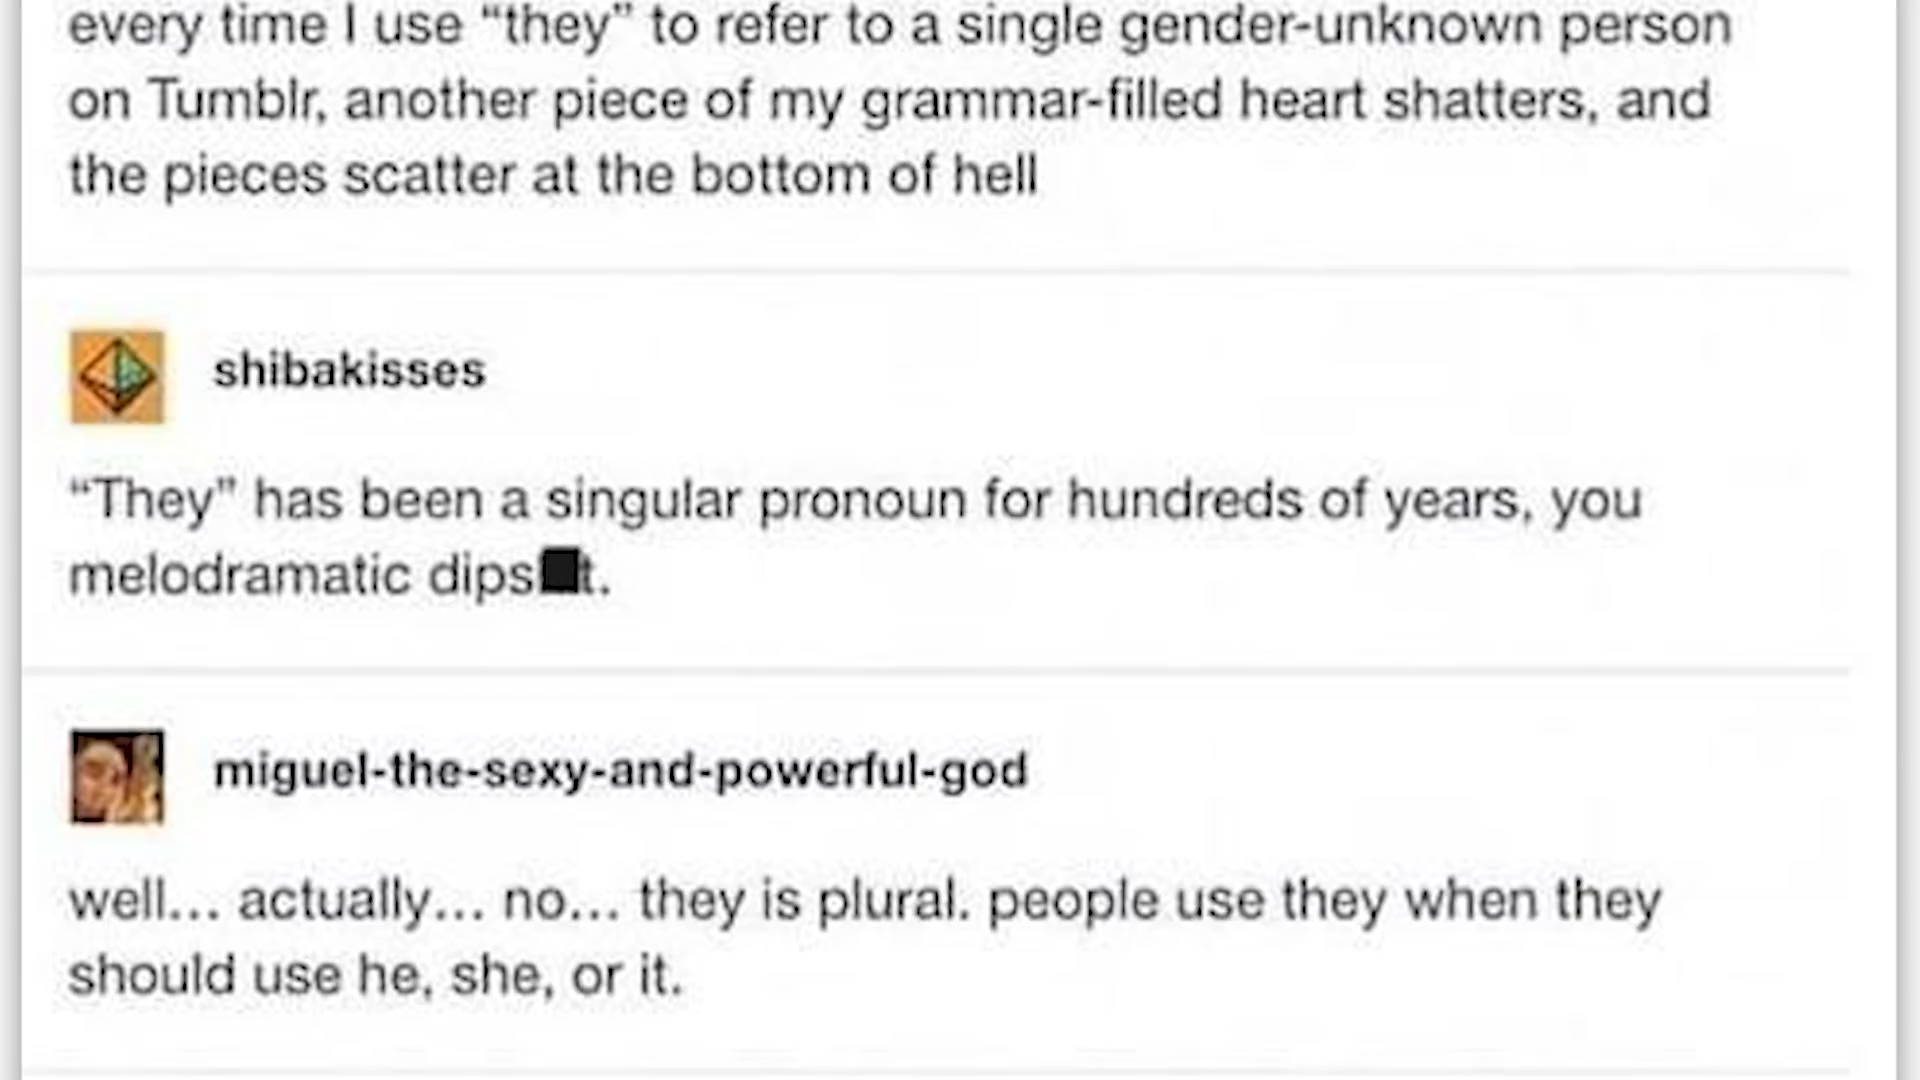 every time I use “they” to refer to a single gender-unknown person
on Tumblr, another piece of my grammar-filled heart shatters, and
the pieces scatter at the bottom of hell
shibakisses
“They” has been a singular pronoun for hundreds of years, you
melodramatic dips■t.
miguel-the-sexy-and-powerful-god
well... actually... no... they is plural. people use they when they
should use he, she, or it.